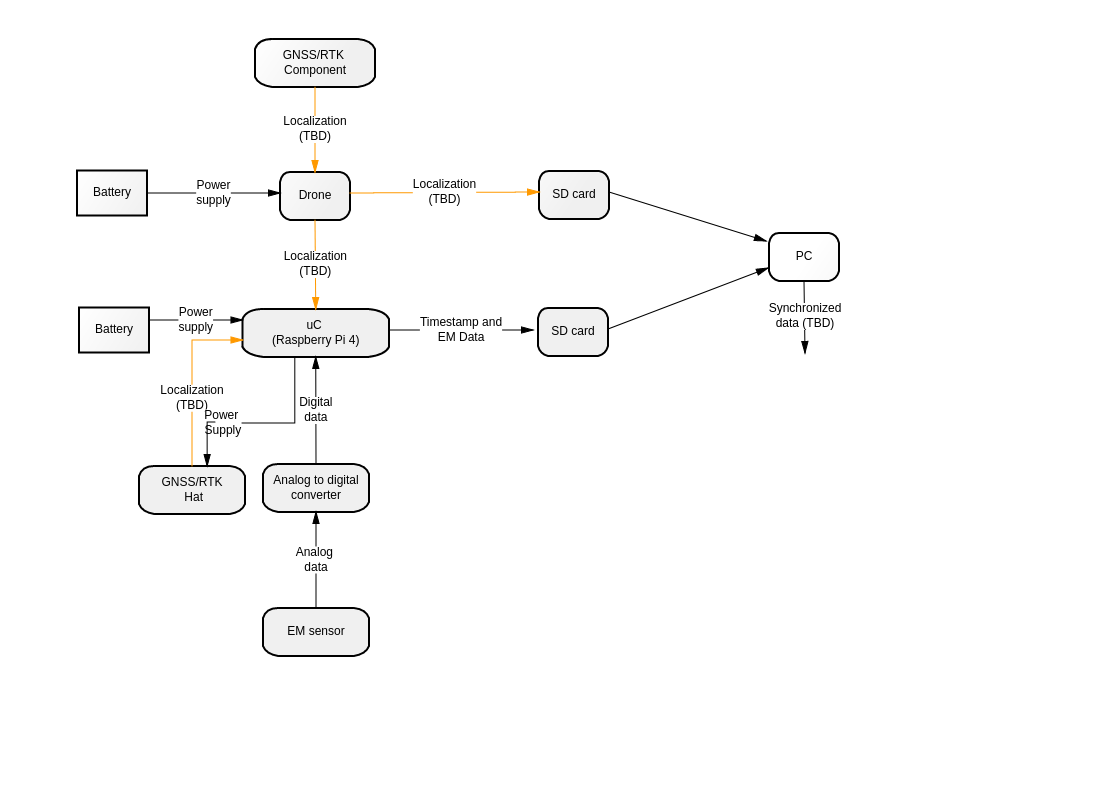 GNSS/RTK
Component
Localization
(TBD)
Battery
Power
supply
Drone
Localization
(TBD)
SD card
PC
Localization
(TBD)
Battery
Power
supply
uC
(Raspberry Pi 4)
Timestamp and
EM Data
SD card
Synchronized
data (TBD)
Localization
(TBD)
Power
Supply
Digital
data
GNSS/RTK
Hat
Analog to digital
converter
Analog
data
EM sensor